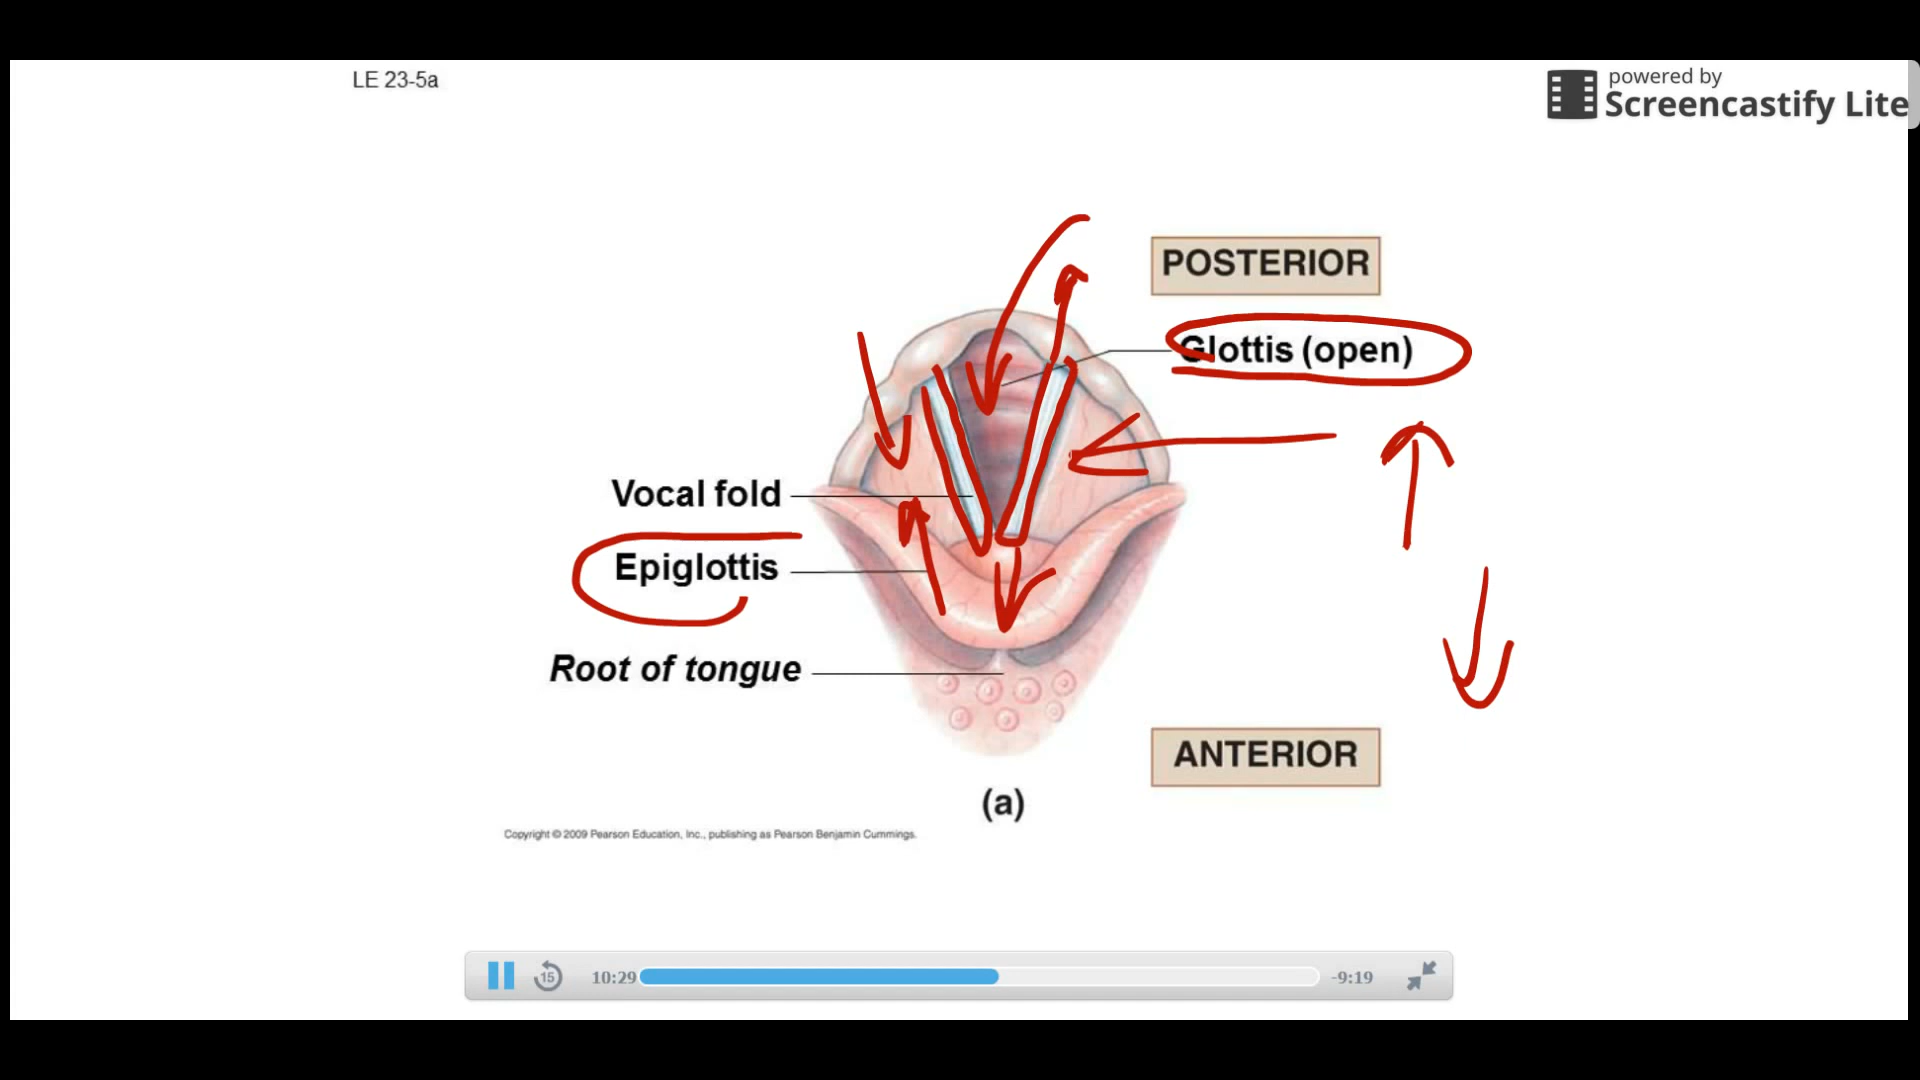 LE 23-5a
powered by
Screencastify Lite
POSTERIOR
Glottis (open)
Vocal fold
Epiglottis
Root of tongue
ANTERIOR
(a)
Copyright © 2009 Pearson Education, Inc., publishing as Pearson Benjamin Cummings.
15
10:29
-9:19